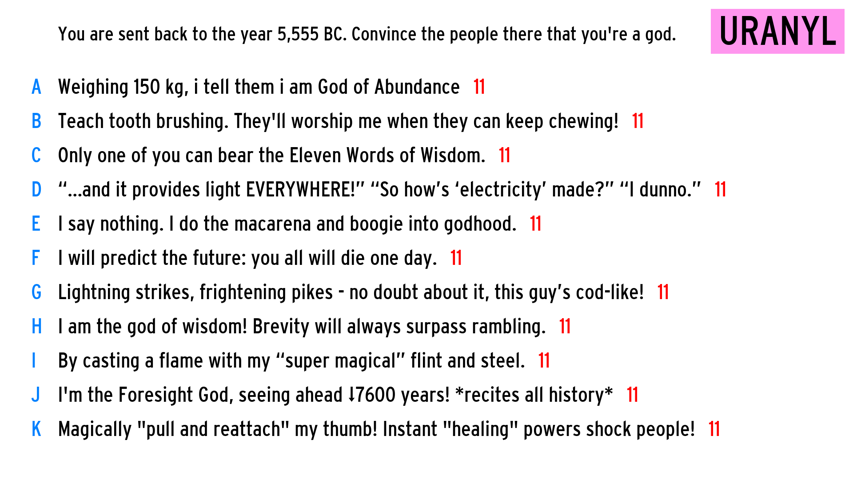 You are sent back to the year 5,555 BC. Convince the people there that you're a god.
URANYL
A Weighing 150 kg, i tell them i am God of Abundance 11
B Teach tooth brushing. They'll worship me when they can keep chewing! 11
C Only one of you can bear the Eleven Words of Wisdom. 11
D “...and it provides light EVERYWHERE!” “So how’s ‘electricity’ made?” “I dunno.” 11
E I say nothing. I do the macarena and boogie into godhood. 11
F I will predict the future: you all will die one day. 11
G Lightning strikes, frightening pikes - no doubt about it, this guy’s cod-like! 11
H I am the god of wisdom! Brevity will always surpass rambling. 11
I By casting a flame with my “super magical” flint and steel. 11
J I'm the Foresight God, seeing ahead ⇂7600 years! *recites all history* 11
K Magically "pull and reattach" my thumb! Instant "healing" powers shock people! 11